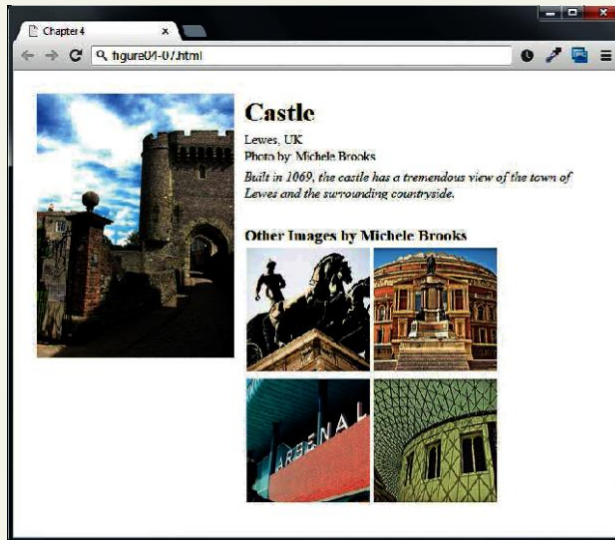 Chapter 4
figure04-07.html
Castle
Lewes, UK
Photo by: Michele Brooks
Built in 1069, the castle has a tremendous view of the town of
Lewes and the surrounding countryside.
Other Images by Michele Brooks
ARSENAL